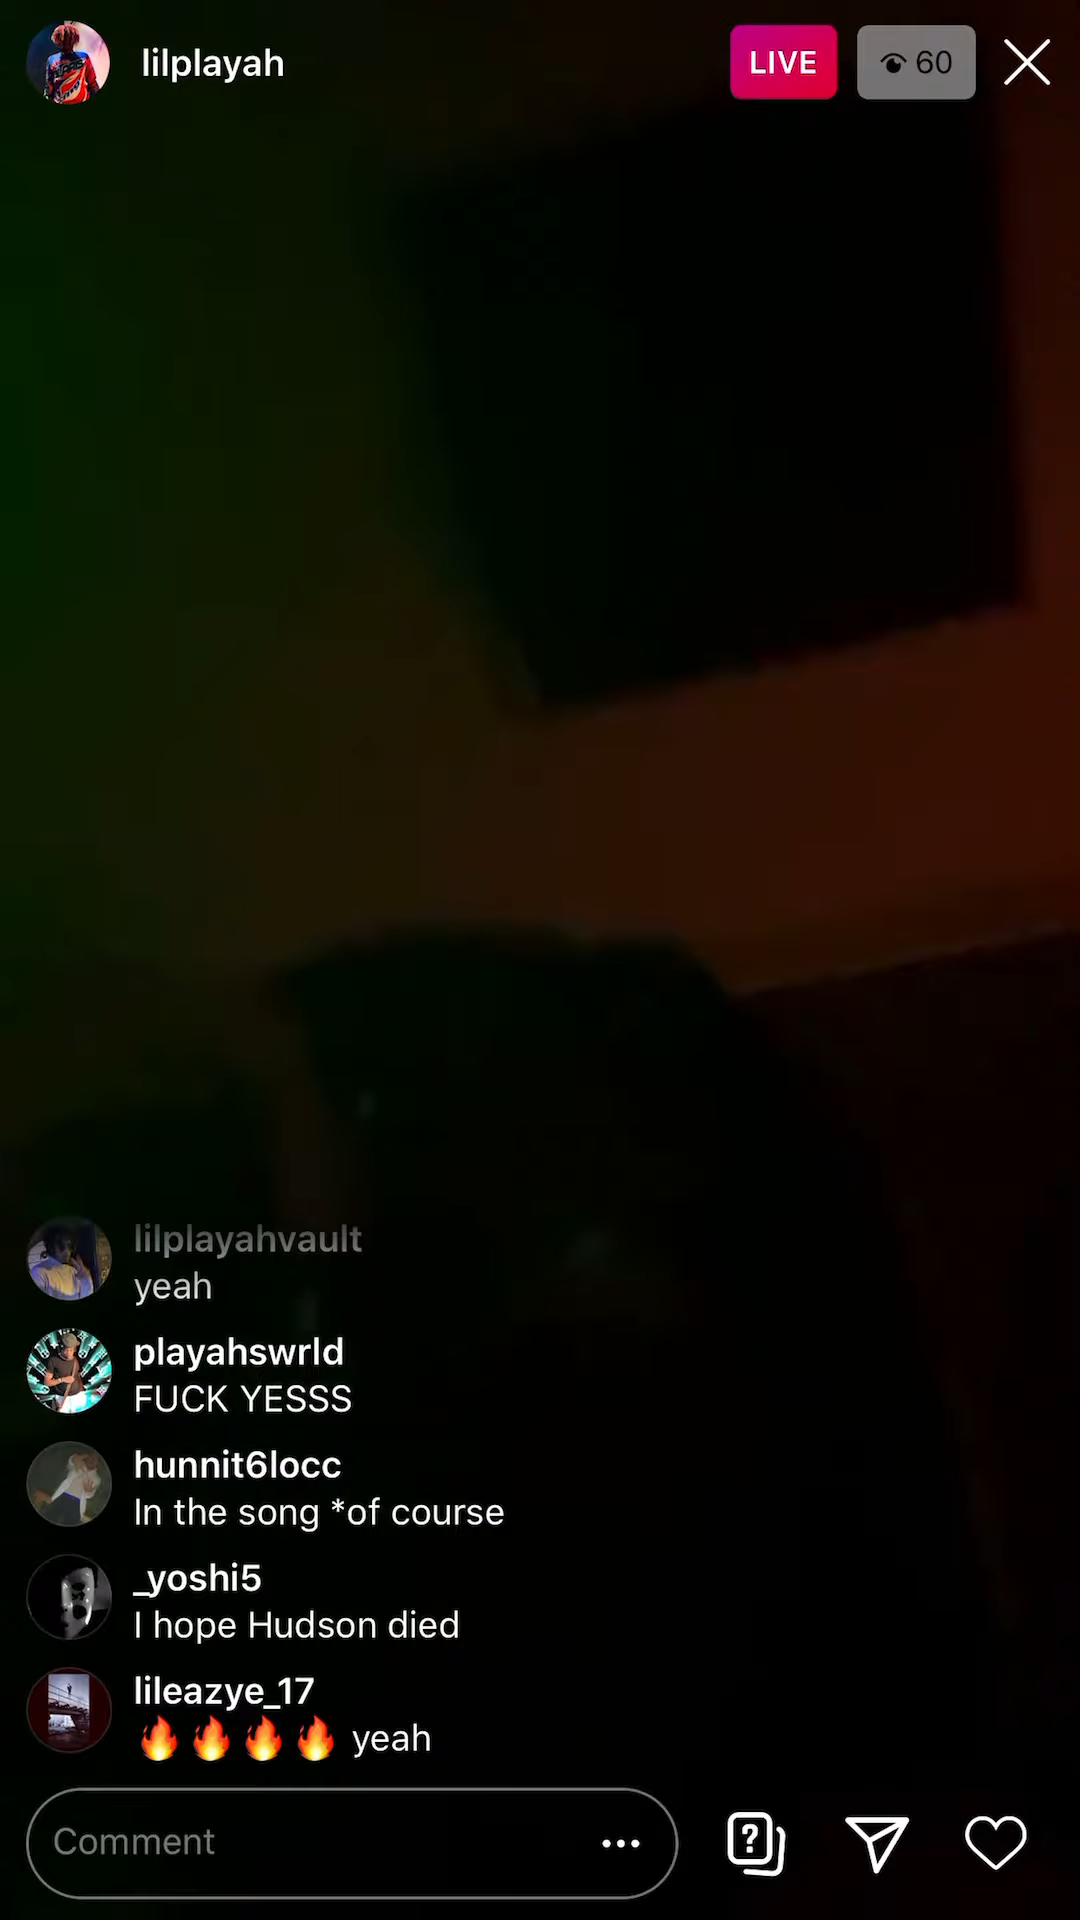 lilplayah
LIVE
60
lilplayahvault
yeah
playahswrld
FUCK YESSS
hunnit6locc
In the song *of course
_yoshi5
I hope Hudson died
lileazye_17
🔥🔥🔥🔥 yeah
Comment